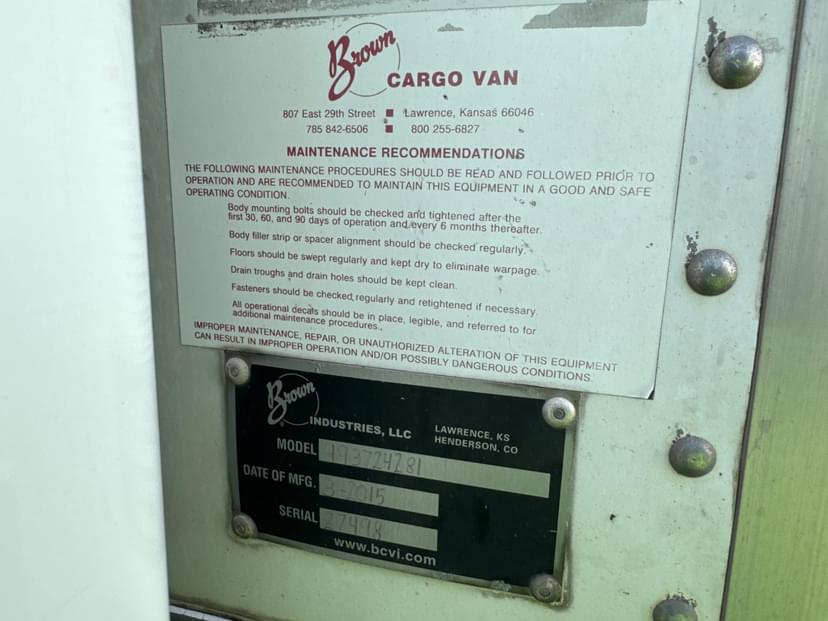 Brown
CARGO VAN
807 East 29th Street ■ Lawrence, Kansas 66046
785 842-6506 ■ 800 255-6827
MAINTENANCE RECOMMENDATIONS
THE FOLLOWING MAINTENANCE PROCEDURES SHOULD BE READ AND FOLLOWED PRIOR TO
OPERATION AND ARE RECOMMENDED TO MAINTAIN THIS EQUIPMENT IN A GOOD AND SAFE
OPERATING CONDITION.
Body mounting bolts should be checked and tightened after the
first 30, 60, and 90 days of operation and every 6 months thereafter.
Body filler strip or spacer alignment should be checked regularly.
Floors should be swept regularly and kept dry to eliminate warpage.
Drain troughs and drain holes should be kept clean.
Fasteners should be checked regularly and retightened if necessary.
All operational decals should be in place, legible, and referred to for
additional maintenance procedures.
IMPROPER MAINTENANCE, REPAIR, OR UNAUTHORIZED ALTERATION OF THIS EQUIPMENT
CAN RESULT IN IMPROPER OPERATION AND/OR POSSIBLY DANGEROUS CONDITIONS.
Brown
INDUSTRIES, LLC
LAWRENCE, KS
HENDERSON, CO
MODEL
DATE OF MFG. 3-2015
SERIAL 27498
www.bcvi.com